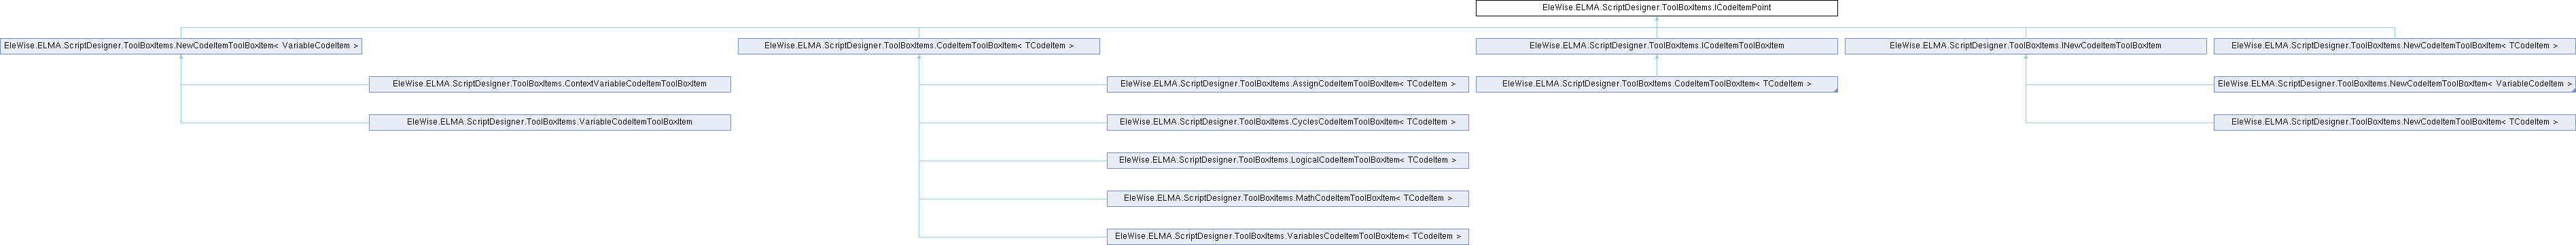 EleWise.ELMA.ScriptDesigner.ToolBoxItems.ICodeItemPoint
EleWise.ELMA.ScriptDesigner.ToolBoxItems.NewCodeItemToolBoxItem< VariableCodeItem >
EleWise.ELMA.ScriptDesigner.ToolBoxItems.CodeItemToolBoxItem< TCodeItem >
EleWise.ELMA.ScriptDesigner.ToolBoxItems.ICodeItemToolBoxItem
EleWise.ELMA.ScriptDesigner.ToolBoxItems.INewCodeItemToolBoxItem
EleWise.ELMA.ScriptDesigner.ToolBoxItems.NewCodeItemToolBoxItem< TCodeItem >
EleWise.ELMA.ScriptDesigner.ToolBoxItems.ContextVariableCodeItemToolBoxItem
EleWise.ELMA.ScriptDesigner.ToolBoxItems.AssignCodeItemToolBoxItem< TCodeItem >
EleWise.ELMA.ScriptDesigner.ToolBoxItems.CodeItemToolBoxItem< TCodeItem >
EleWise.ELMA.ScriptDesigner.ToolBoxItems.NewCodeItemToolBoxItem< VariableCodeItem >
EleWise.ELMA.ScriptDesigner.ToolBoxItems.VariableCodeItemToolBoxItem
EleWise.ELMA.ScriptDesigner.ToolBoxItems.CyclesCodeItemToolBoxItem< TCodeItem >
EleWise.ELMA.ScriptDesigner.ToolBoxItems.NewCodeItemToolBoxItem< TCodeItem >
EleWise.ELMA.ScriptDesigner.ToolBoxItems.LogicalCodeItemToolBoxItem< TCodeItem >
EleWise.ELMA.ScriptDesigner.ToolBoxItems.MathCodeItemToolBoxItem< TCodeItem >
EleWise.ELMA.ScriptDesigner.ToolBoxItems.VariablesCodeItemToolBoxItem< TCodeItem >